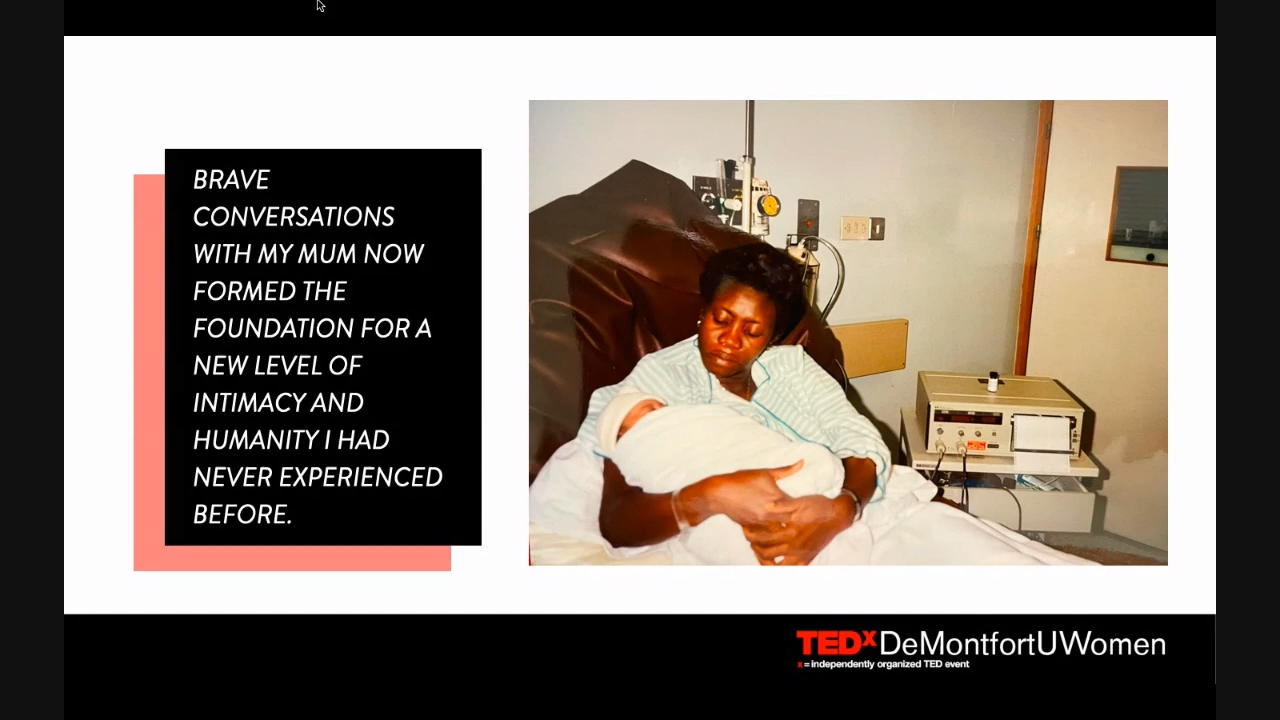 BRAVE
CONVERSATIONS
WITH MY MUM NOW
FORMED THE
FOUNDATION FOR A
NEW LEVEL OF
INTIMACY AND
HUMANITY I HAD
NEVER EXPERIENCED
BEFORE.
TEDxDeMontfortUWomen
x = independently organized TED event